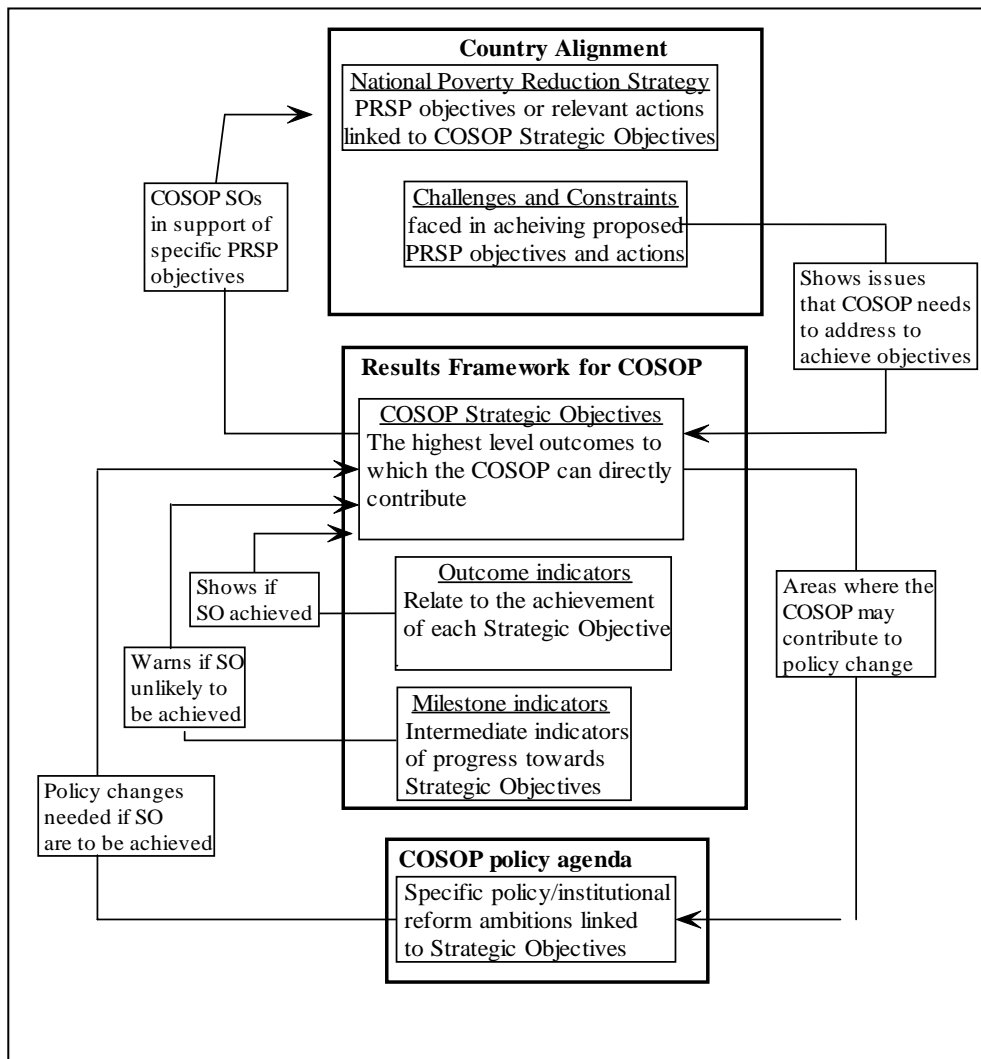 Country Alignment
National Poverty Reduction Strategy
PRSP objectives or relevant actions
linked to COSOP Strategic Objectives
Challenges and Constraints
faced in acheiving proposed
PRSP objectives and actions
COSOP SOs
in support of
specific PRSP
objectives
Shows issues
that COSOP needs
to address to
achieve objectives
Results Framework for COSOP
COSOP Strategic Objectives
The highest level outcomes to
which the COSOP can directly
contribute
Outcome indicators
Relate to the achievement
of each Strategic Objective
Shows if
SO achieved
Milestone indicators
Intermediate indicators
of progress towards
Strategic Objectives
Warns if SO
unlikely to
be achieved
Areas where the
COSOP may
contribute to
policy change
Policy changes
needed if SO
are to be achieved
COSOP policy agenda
Specific policy/institutional
reform ambitions linked
to Strategic Objectives